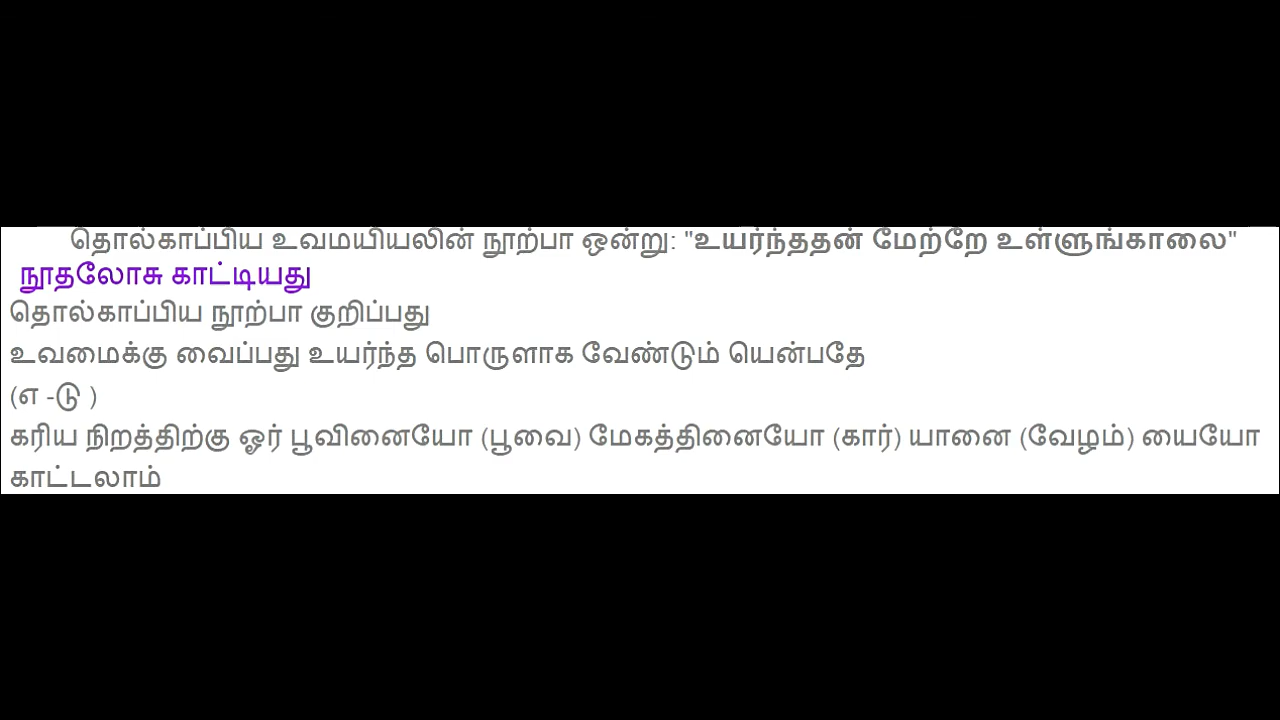 தொல்காப்பிய உவமயியலின் நூற்பா ஒன்று: "உயர்ந்ததன் மேற்றே உள்ளுங்காலை"
நூதலோசு காட்டியது
தொல்காப்பிய நூற்பா குறிப்பது
உவமைக்கு வைப்பது உயர்ந்த பொருளாக வேண்டும் யென்பதே
(எ -டு )
கரிய நிறத்திற்கு ஓர் பூவினையோ (பூவை) மேகத்தினையோ (கார்) யானை (வேழம்) யையோ
காட்டலாம்